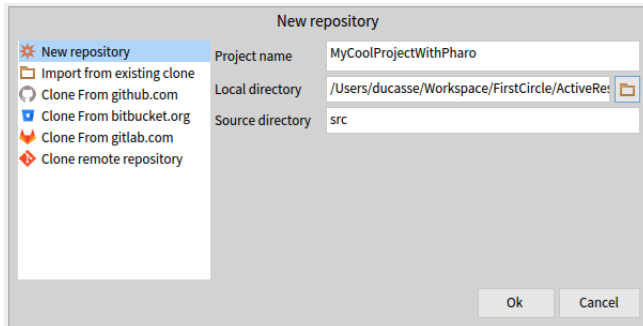 New repository
New repository
Import from existing clone
Clone From github.com
Clone From bitbucket.org
Clone From gitlab.com
Clone remote repository
Project name
MyCoolProjectWithPharo
Local directory
/Users/ducasse/Workspace/FirstCircle/ActiveRes
Source directory
src
Ok
Cancel